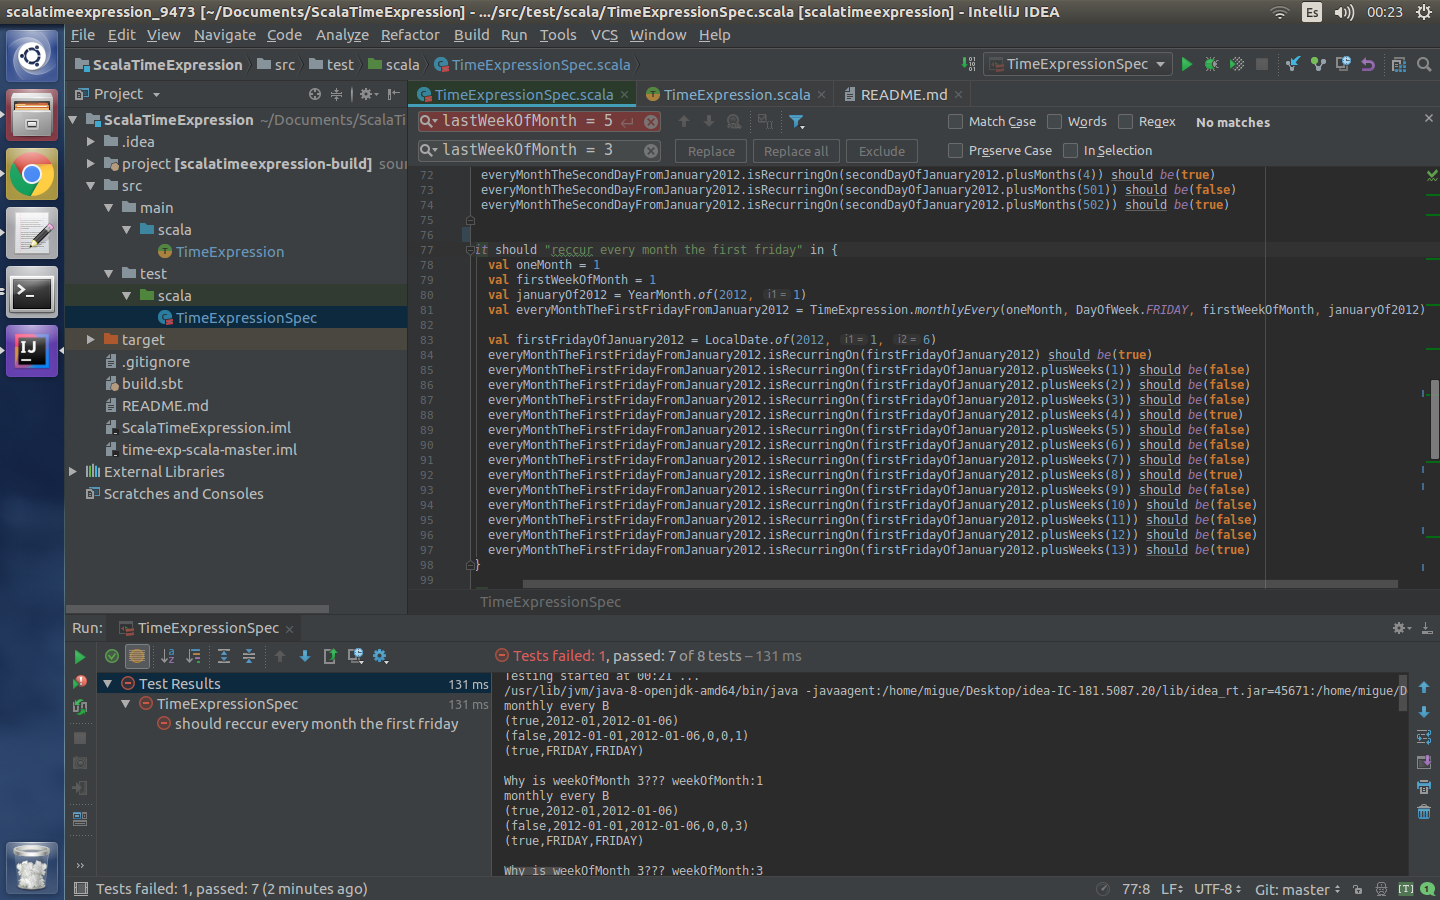 scalatimeexpression_9473 [~/Documents/ScalaTimeExpression] - .../src/test/scala/TimeExpressionSpec.scala [scalatimeexpression] - IntelliJ IDEA
Es
00:23
File Edit View Navigate Code Analyze Refactor Build Run Tools VCS Window Help
ScalaTimeExpression src test scala TimeExpressionSpec.scala
TimeExpressionSpec
Project
TimeExpressionSpec.scala TimeExpression.scala README.md
lastWeekOfMonth = 5
Match Case Words Regex No matches
lastWeekOfMonth = 3
Replace Replace all Exclude
Preserve Case In Selection
ScalaTimeExpression ~/Documents/ScalaTi
.idea
project [scalatimeexpression-build] sour
src
main
scala
TimeExpression
test
scala
TimeExpressionSpec
target
.gitignore
build.sbt
README.md
ScalaTimeExpression.iml
time-exp-scala-master.iml
External Libraries
Scratches and Consoles
72 everyMonthTheSecondDayFromJanuary2012.isRecurringOn(secondDayOfJanuary2012.plusMonths(4)) should be(true)
73 everyMonthTheSecondDayFromJanuary2012.isRecurringOn(secondDayOfJanuary2012.plusMonths(501)) should be(false)
74 everyMonthTheSecondDayFromJanuary2012.isRecurringOn(secondDayOfJanuary2012.plusMonths(502)) should be(true)
75
76
77 it should "reccur every month the first friday" in {
78 val oneMonth = 1
79 val firstWeekOfMonth = 1
80 val januaryOf2012 = YearMonth.of(2012, i1 = 1)
81 val everyMonthTheFirstFridayFromJanuary2012 = TimeExpression.monthlyEvery(oneMonth, DayOfWeek.FRIDAY, firstWeekOfMonth, januaryOf2012)
82
83 val firstFridayOfJanuary2012 = LocalDate.of(2012, i1 = 1, i2 = 6)
84 everyMonthTheFirstFridayFromJanuary2012.isRecurringOn(firstFridayOfJanuary2012) should be(true)
85 everyMonthTheFirstFridayFromJanuary2012.isRecurringOn(firstFridayOfJanuary2012.plusWeeks(1)) should be(false)
86 everyMonthTheFirstFridayFromJanuary2012.isRecurringOn(firstFridayOfJanuary2012.plusWeeks(2)) should be(false)
87 everyMonthTheFirstFridayFromJanuary2012.isRecurringOn(firstFridayOfJanuary2012.plusWeeks(3)) should be(false)
88 everyMonthTheFirstFridayFromJanuary2012.isRecurringOn(firstFridayOfJanuary2012.plusWeeks(4)) should be(true)
89 everyMonthTheFirstFridayFromJanuary2012.isRecurringOn(firstFridayOfJanuary2012.plusWeeks(5)) should be(false)
90 everyMonthTheFirstFridayFromJanuary2012.isRecurringOn(firstFridayOfJanuary2012.plusWeeks(6)) should be(false)
91 everyMonthTheFirstFridayFromJanuary2012.isRecurringOn(firstFridayOfJanuary2012.plusWeeks(7)) should be(false)
92 everyMonthTheFirstFridayFromJanuary2012.isRecurringOn(firstFridayOfJanuary2012.plusWeeks(8)) should be(true)
93 everyMonthTheFirstFridayFromJanuary2012.isRecurringOn(firstFridayOfJanuary2012.plusWeeks(9)) should be(false)
94 everyMonthTheFirstFridayFromJanuary2012.isRecurringOn(firstFridayOfJanuary2012.plusWeeks(10)) should be(false)
95 everyMonthTheFirstFridayFromJanuary2012.isRecurringOn(firstFridayOfJanuary2012.plusWeeks(11)) should be(false)
96 everyMonthTheFirstFridayFromJanuary2012.isRecurringOn(firstFridayOfJanuary2012.plusWeeks(12)) should be(false)
97 everyMonthTheFirstFridayFromJanuary2012.isRecurringOn(firstFridayOfJanuary2012.plusWeeks(13)) should be(true)
98 }
99
TimeExpressionSpec
Run: TimeExpressionSpec
Tests failed: 1, passed: 7 of 8 tests – 131 ms
Test Results 131 ms
TimeExpressionSpec 131 ms
should reccur every month the first friday
Testing started at 00:21 ...
/usr/lib/jvm/java-8-openjdk-amd64/bin/java -javaagent:/home/migue/Desktop/idea-IC-181.5087.20/lib/idea_rt.jar=45671:/home/migue/D
monthly every B
(true,2012-01,2012-01-06)
(false,2012-01-01,2012-01-06,0,0,1)
(true,FRIDAY,FRIDAY)
Why is weekOfMonth 3??? weekOfMonth:1
monthly every B
(true,2012-01,2012-01-06)
(false,2012-01-01,2012-01-06,0,0,3)
(true,FRIDAY,FRIDAY)
Why is weekOfMonth 3??? weekOfMonth:3
Tests failed: 1, passed: 7 (2 minutes ago)
77:8 LF UTF-8 Git: master [T] 1